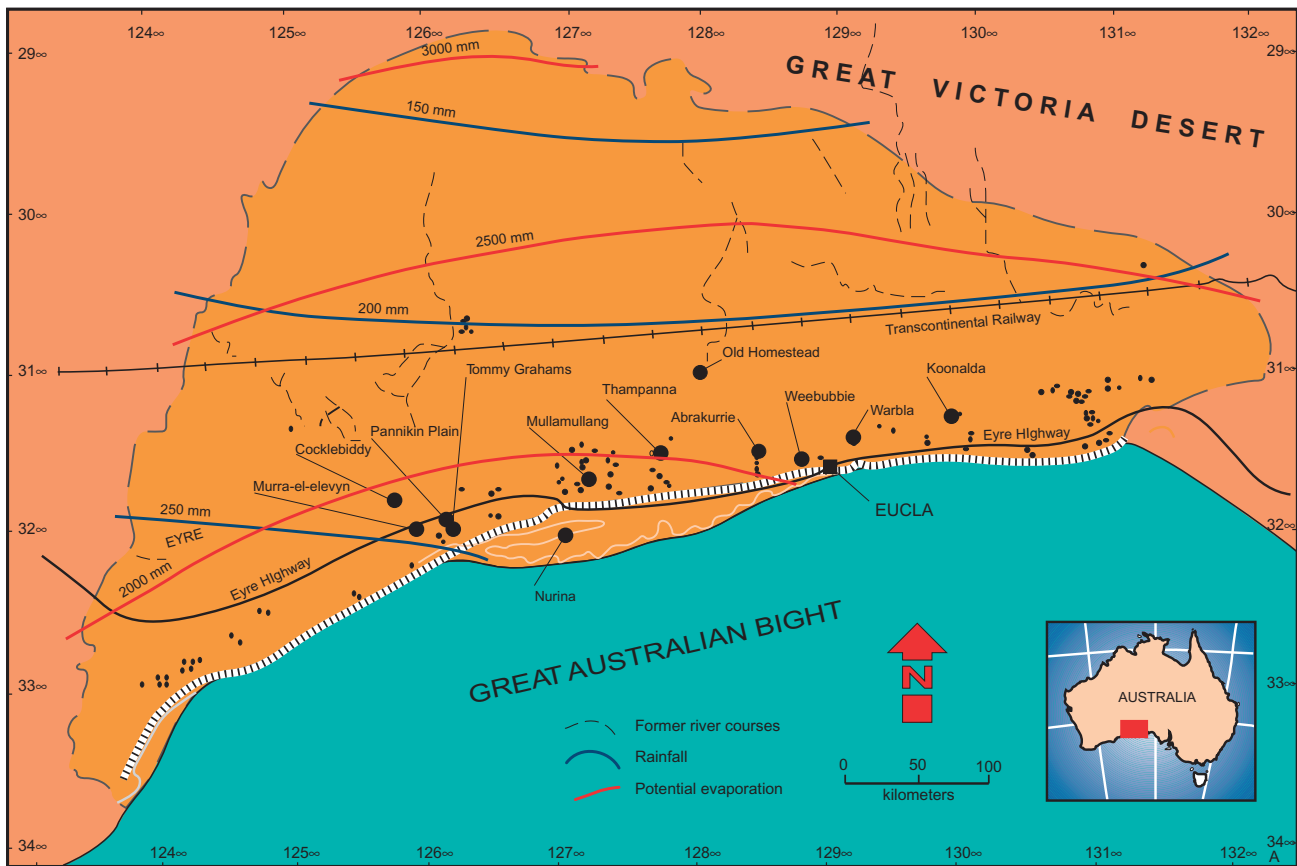 124∞ 125∞ 126∞ 127∞ 128∞ 129∞ 130∞ 131∞ 132∞
29∞ 29∞
3000 mm
GREAT VICTORIA DESERT
150 mm
30∞ 30∞
2500 mm
200 mm
Transcontinental Railway
31∞ 31∞
Old Homestead
Tommy Grahams
Koonalda
Thampanna
Weebubbie
Abrakurrie
Warbla
Mullamullang
Pannikin Plain
Eyre HIghway
Cocklebiddy
Murra-el-elevyn
250 mm
EUCLA
32∞ 32∞
EYRE
2000 mm
Eyre HIghway
Nurina
GREAT AUSTRALIAN BIGHT
N
33∞ 33∞
AUSTRALIA
Former river courses
Rainfall
Potential evaporation
0 50 100
kilometers
34∞ 34∞
124∞ 125∞ 126∞ 127∞ 128∞ 129∞ 130∞ 131∞ 132∞ A